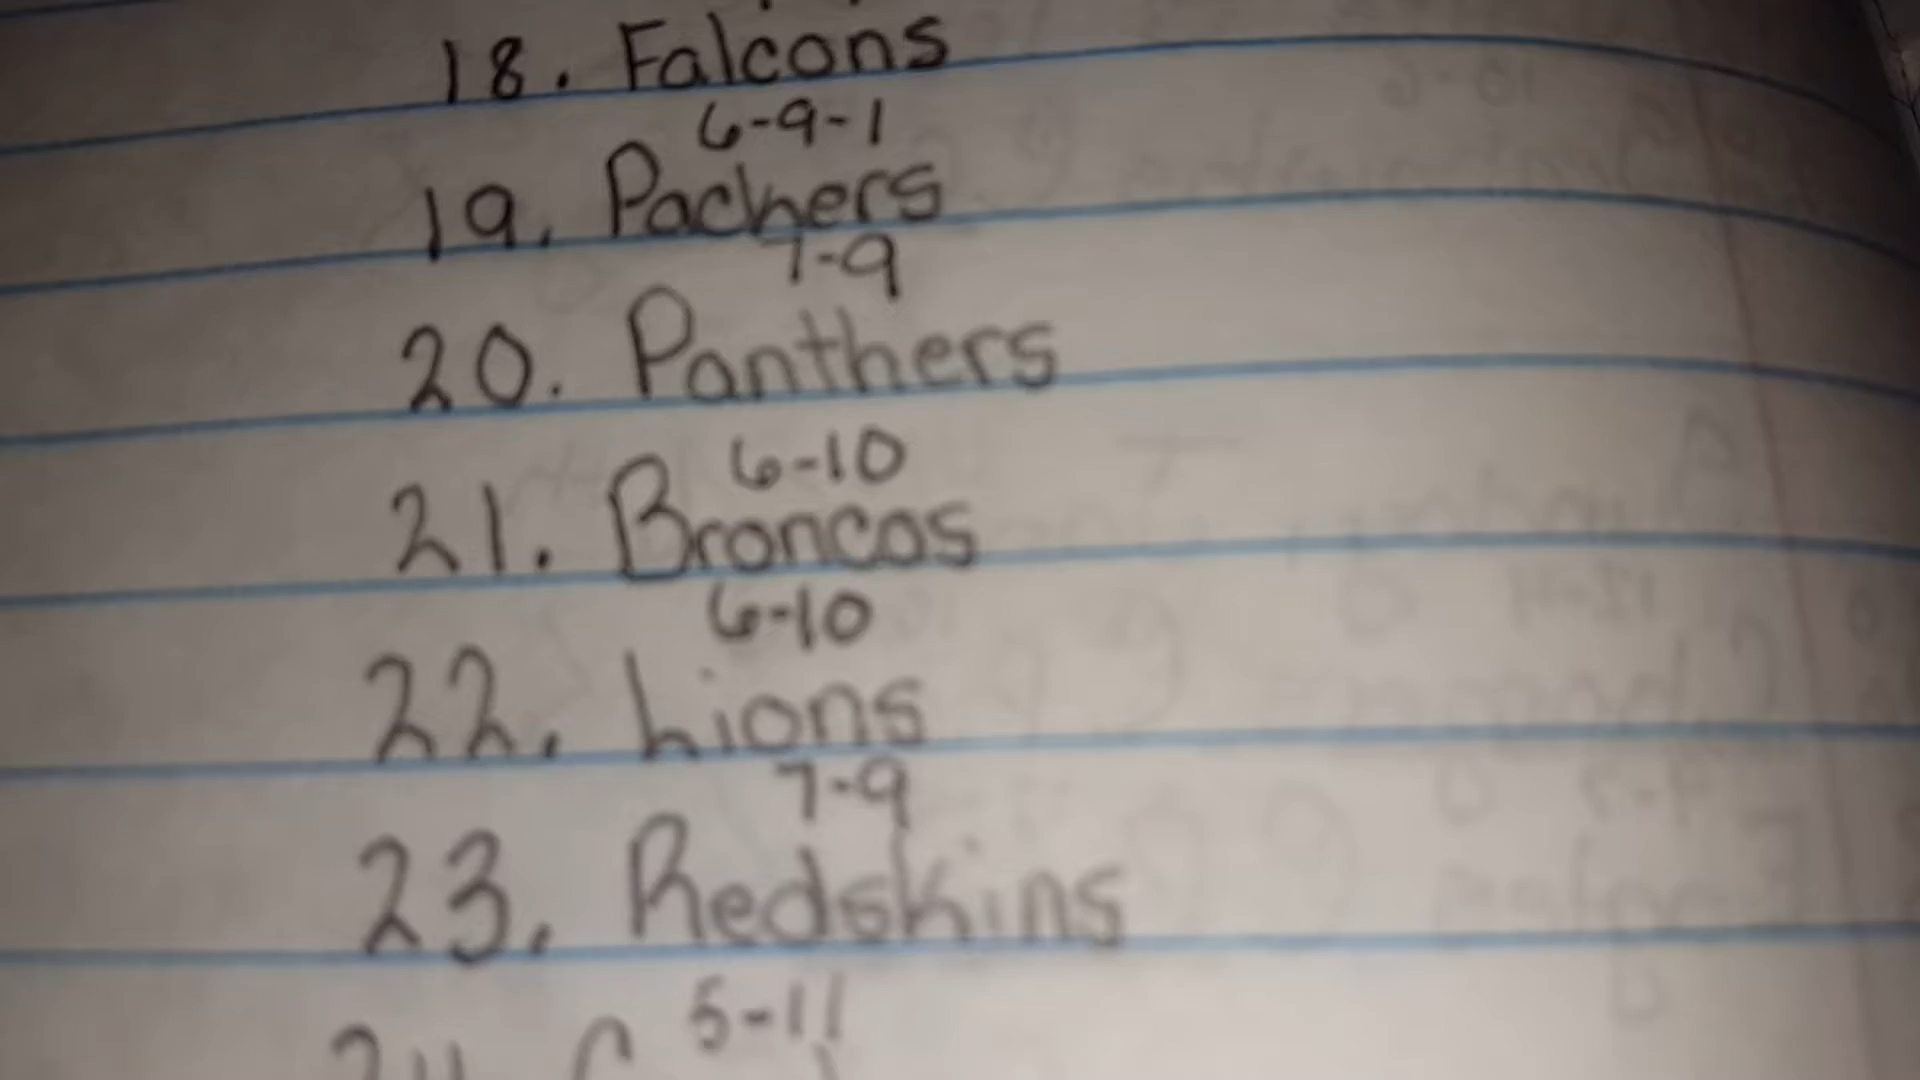 18. Falcons
6-9-1
19. Packers
7-9
20. Panthers
6-10
21. Broncos
6-10
22. Lions
7-9
23. Redskins
5-11